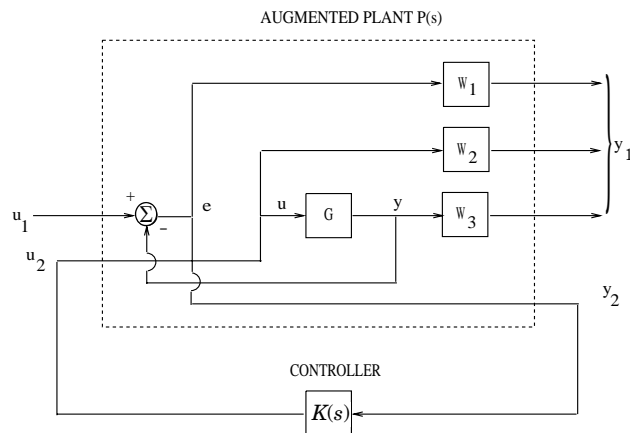 AUGMENTED PLANT P(s)
W1
W2
y1
+
u1
Σ
e
u
G
y
W3
−
u2
y2
CONTROLLER
K(s)